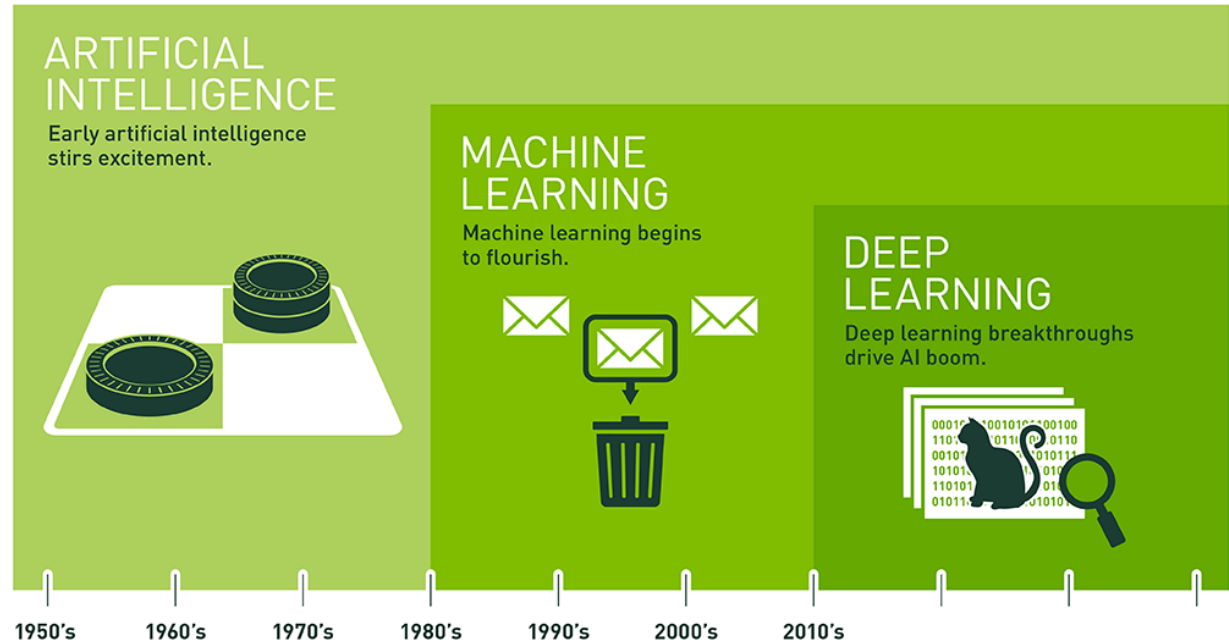 ARTIFICIAL
INTELLIGENCE
Early artificial intelligence
stirs excitement.
MACHINE
LEARNING
Machine learning begins
to flourish.
DEEP
LEARNING
Deep learning breakthroughs
drive AI boom.
1950's 1960's 1970's 1980's 1990's 2000's 2010's